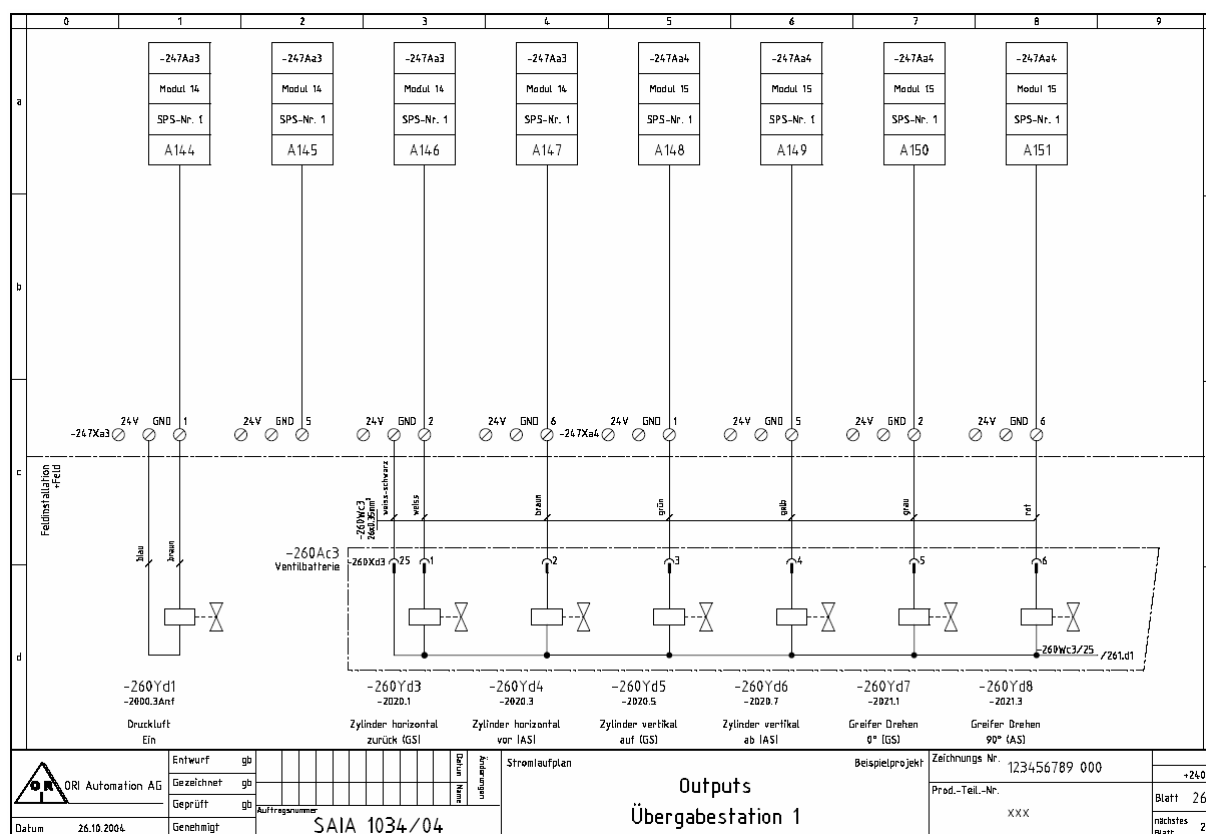 0 1 2 3 4 5 6 7 8 9
a
-247Aa3 -247Aa3 -247Aa3 -247Aa3 -247Aa4 -247Aa4 -247Aa4 -247Aa4
Modul 14 Modul 14 Modul 14 Modul 14 Modul 15 Modul 15 Modul 15 Modul 15
SPS-Nr. 1 SPS-Nr. 1 SPS-Nr. 1 SPS-Nr. 1 SPS-Nr. 1 SPS-Nr. 1 SPS-Nr. 1 SPS-Nr. 1
A144 A145 A146 A147 A148 A149 A150 A151
b
24V GND 1 24V GND 5 24V GND 2 24V GND 6 24V GND 1 24V GND 5 24V GND 2 24V GND 6
-247Xa3 -247Xa4
c
Feldinstallation
+Feld
-260Wc3
26x0.35mm²
weiss-schwarz weiss braun grün gelb grau rot
blau braun
-260Ac3
Ventilbatterie
-260Xd3 25 1 2 3 4 5 6
d
-260Wc3/25 /261.d1
-260Yd1 -260Yd3 -260Yd4 -260Yd5 -260Yd6 -260Yd7 -260Yd8
-2000.3Anf -2020.1 -2020.3 -2020.5 -2020.7 -2021.1 -2021.3
Druckluft Zylinder horizontal Zylinder horizontal Zylinder vertikal Zylinder vertikal Greifer Drehen Greifer Drehen
Ein zurück (GS) vor (AS) auf (GS) ab (AS) 0° (GS) 90° (AS)
OR
ORI Automation AG
Datum 26.10.2004
Entwurf gb
Gezeichnet gb
Geprüft gb
Genehmigt
Datum Name
Änderungen
Auftragsnummer
SAIA 1034/04
Stromlaufplan
Beispielprojekt
Outputs
Übergabestation 1
Zeichnungs Nr. 123456789 000
Prod.-Teil.-Nr.
xxx
+240
Blatt 26
nächstes
Blatt 2